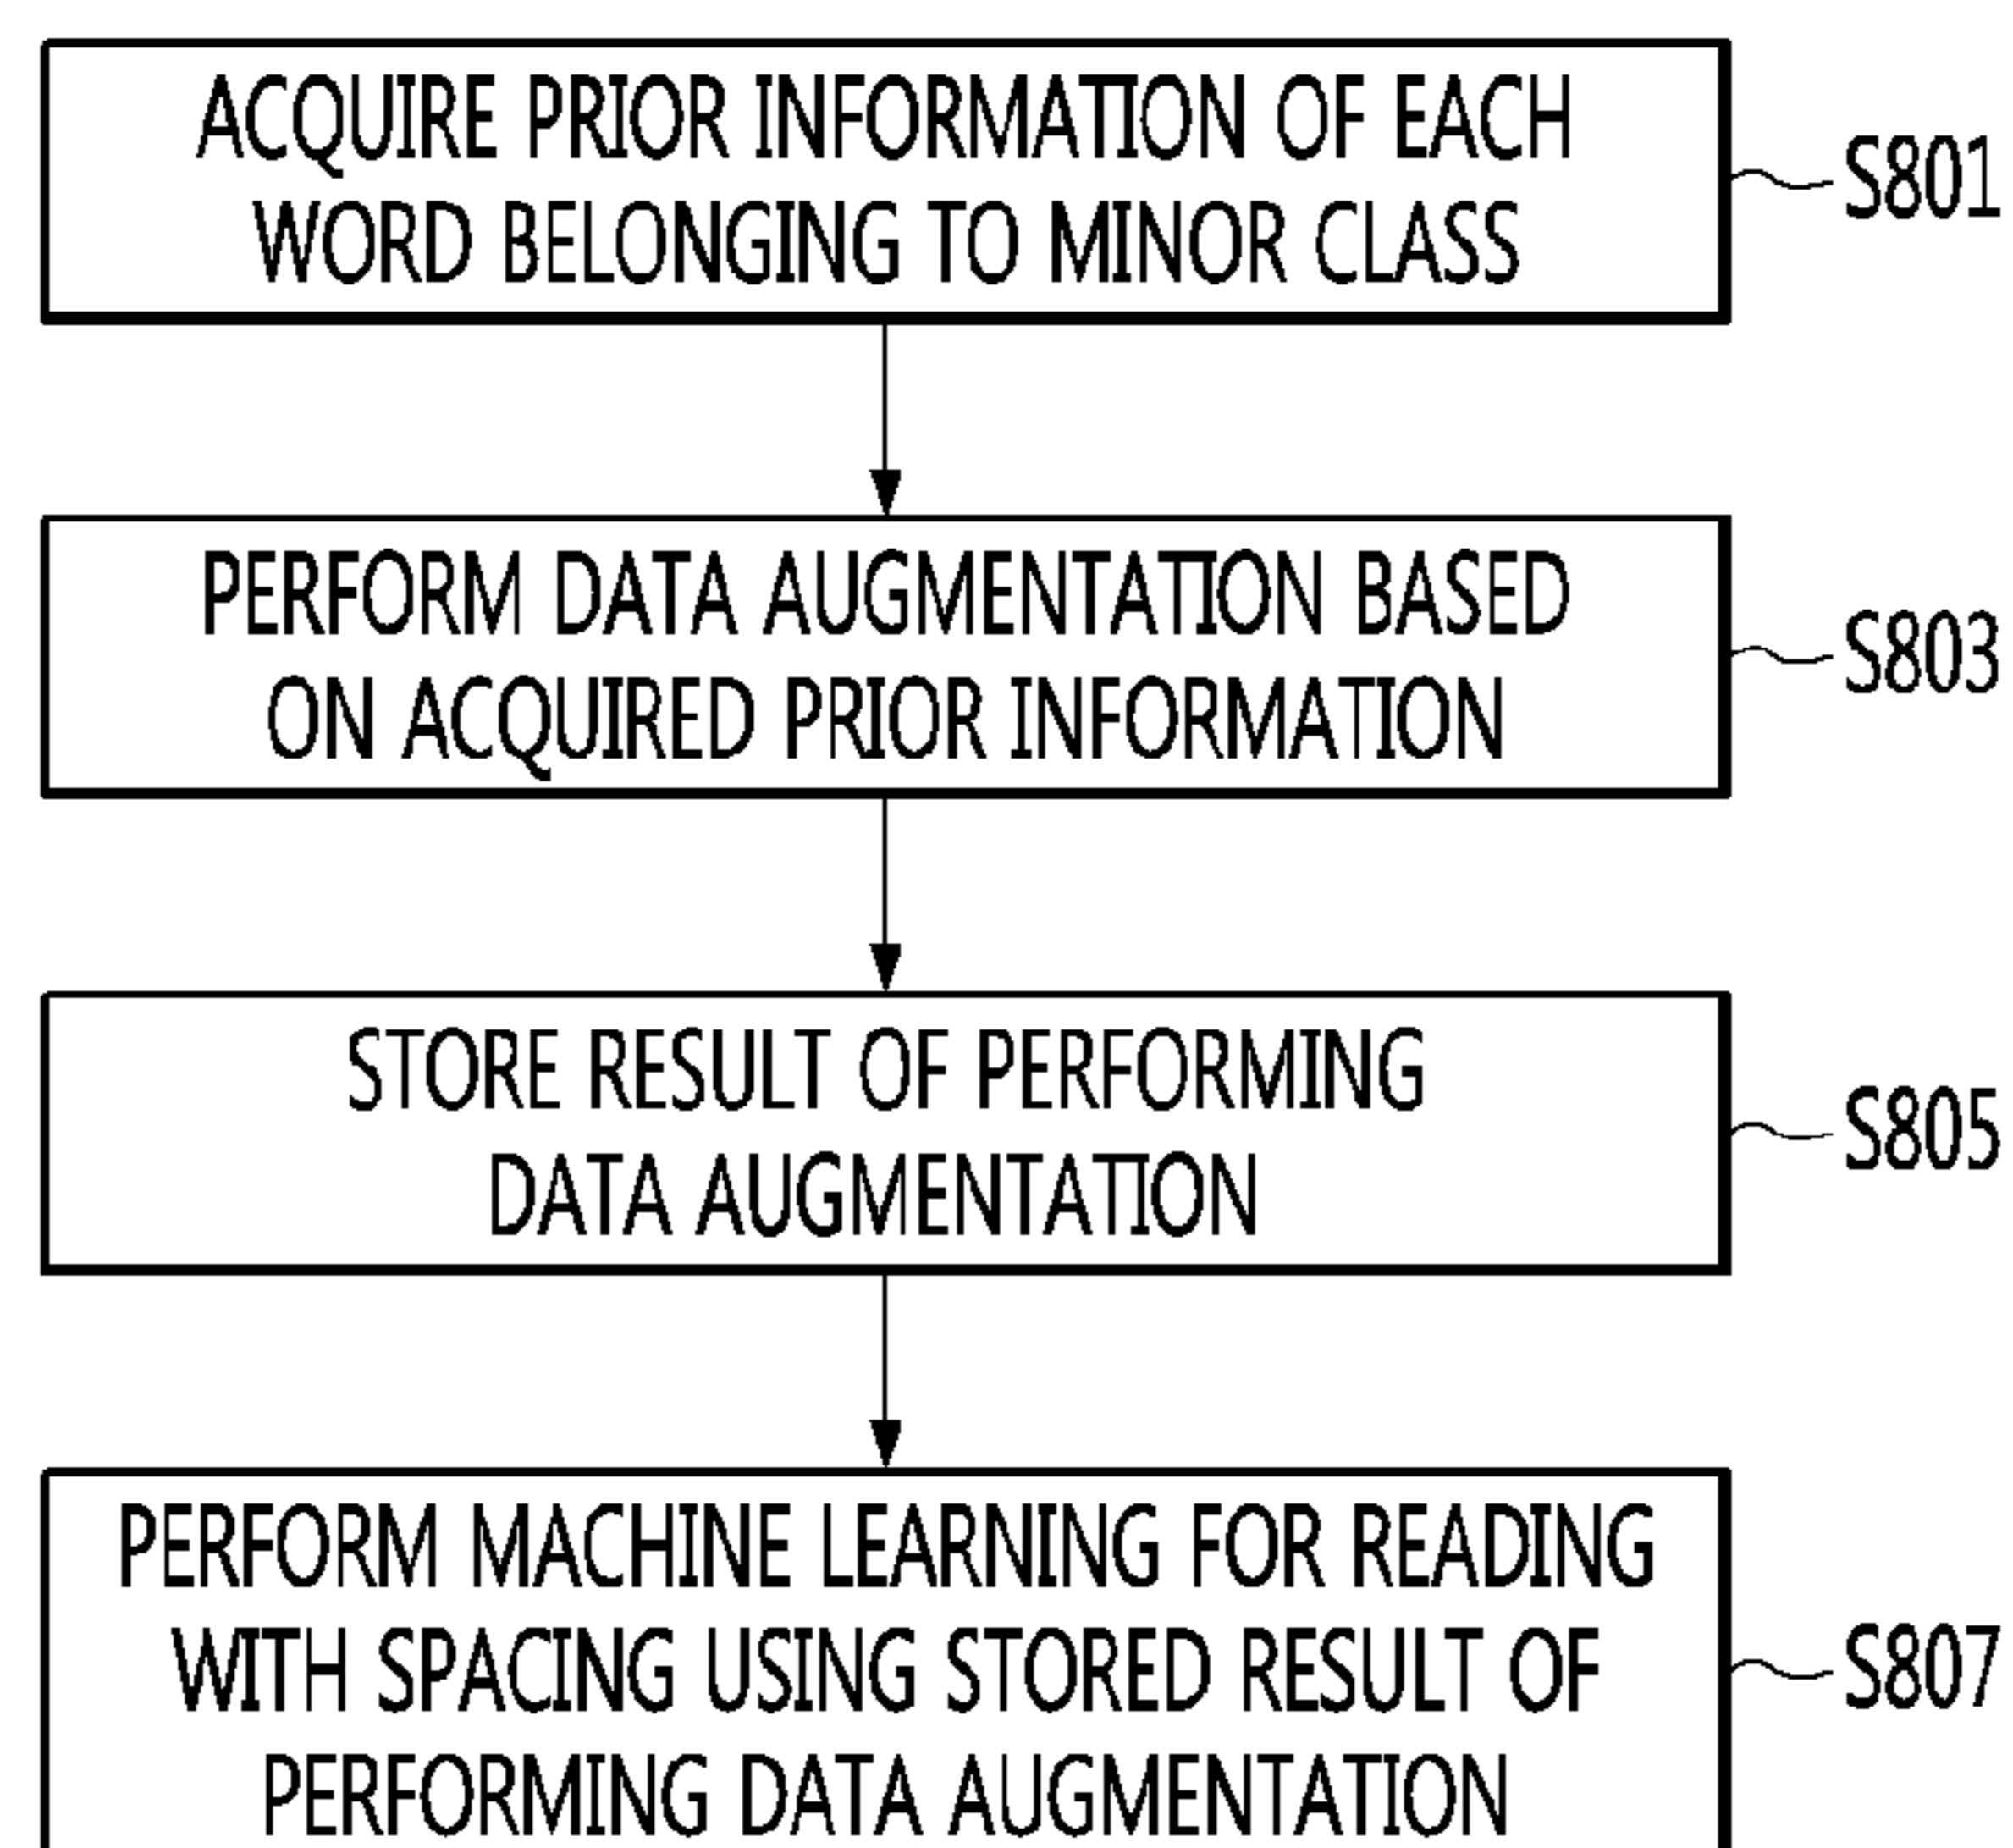 ACQUIRE PRIOR INFORMATION OF EACH
WORD BELONGING TO MINOR CLASS
S801
PERFORM DATA AUGMENTATION BASED
ON ACQUIRED PRIOR INFORMATION
S803
STORE RESULT OF PERFORMING
DATA AUGMENTATION
S805
PERFORM MACHINE LEARNING FOR READING
WITH SPACING USING STORED RESULT OF
PERFORMING DATA AUGMENTATION
S807